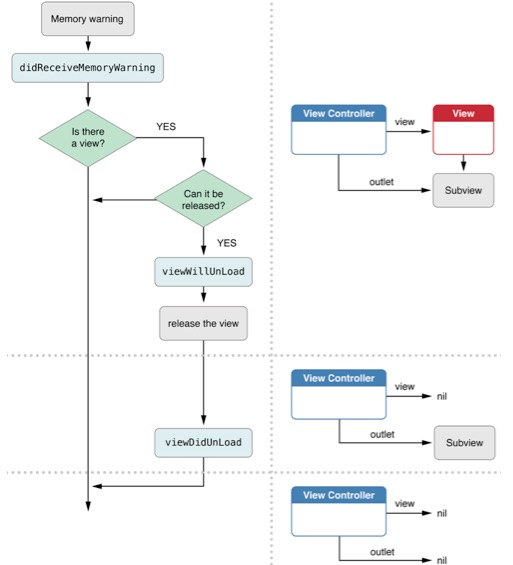 Memory warning
didReceiveMemoryWarning
Is there
a view?
YES
Can it be
released?
YES
viewWillUnLoad
release the view
viewDidUnLoad
View Controller
view
View
outlet
Subview
View Controller
view
nil
outlet
Subview
View Controller
view
nil
outlet
nil